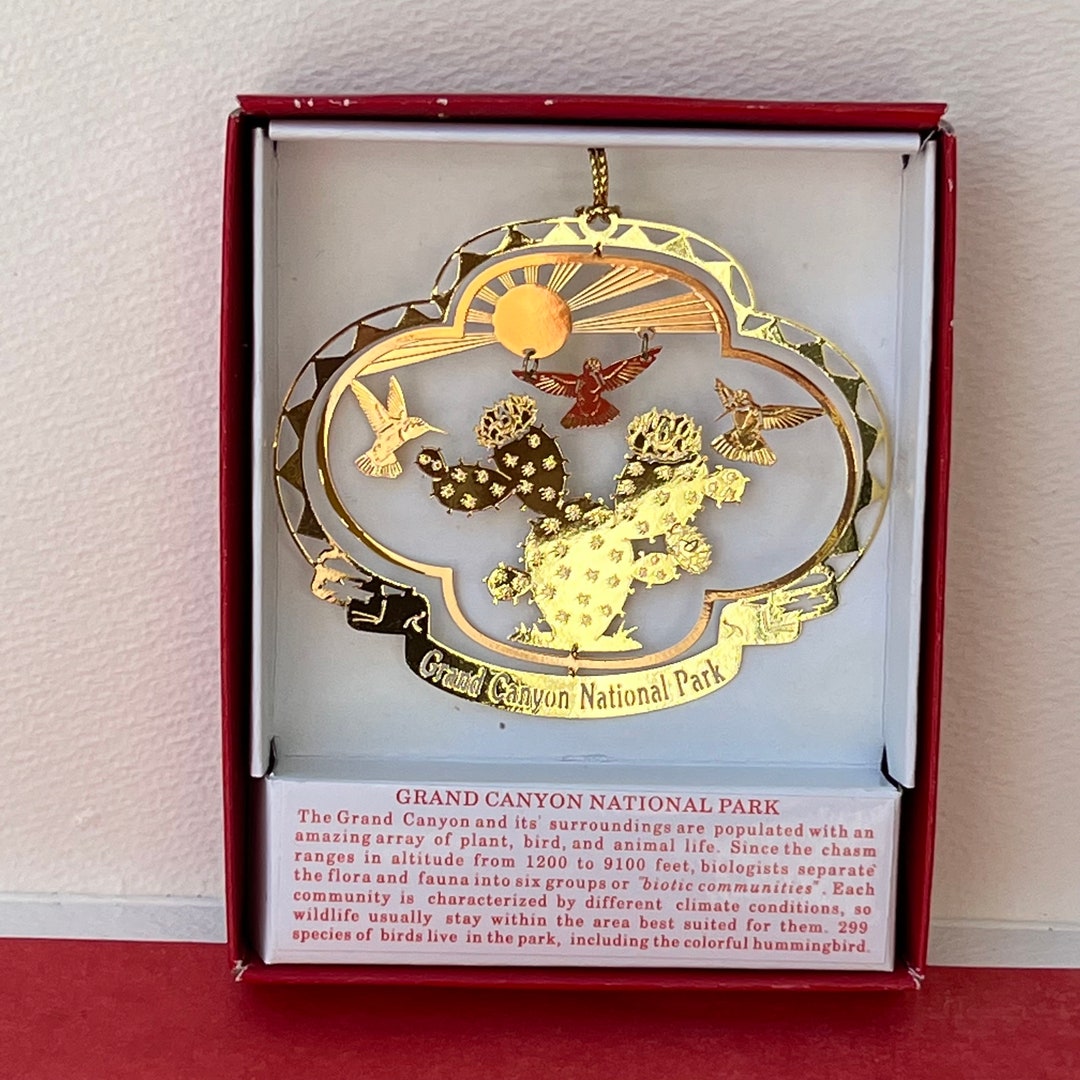 Grand Canyon National Park
GRAND CANYON NATIONAL PARK
The Grand Canyon and its' surroundings are populated with an
amazing array of plant, bird, and animal life. Since the chasm
ranges in altitude from 1200 to 9100 feet, biologists separate
the flora and fauna into six groups or "biotic communities". Each
community is characterized by different climate conditions, so
wildlife usually stay within the area best suited for them. 299
species of birds live in the park, including the colorful hummingbird.